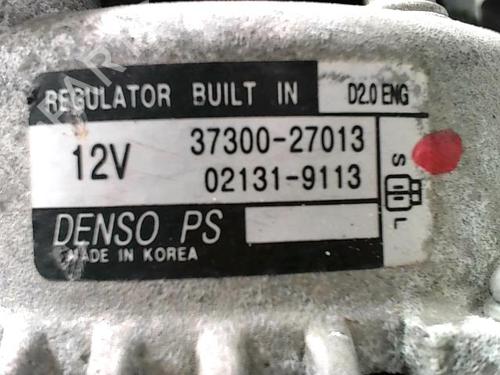 REGULATOR BUILT IN
D2.0 ENG
12V
37300-27013
02131-9113
S
L
DENSO PS
MADE IN KOREA